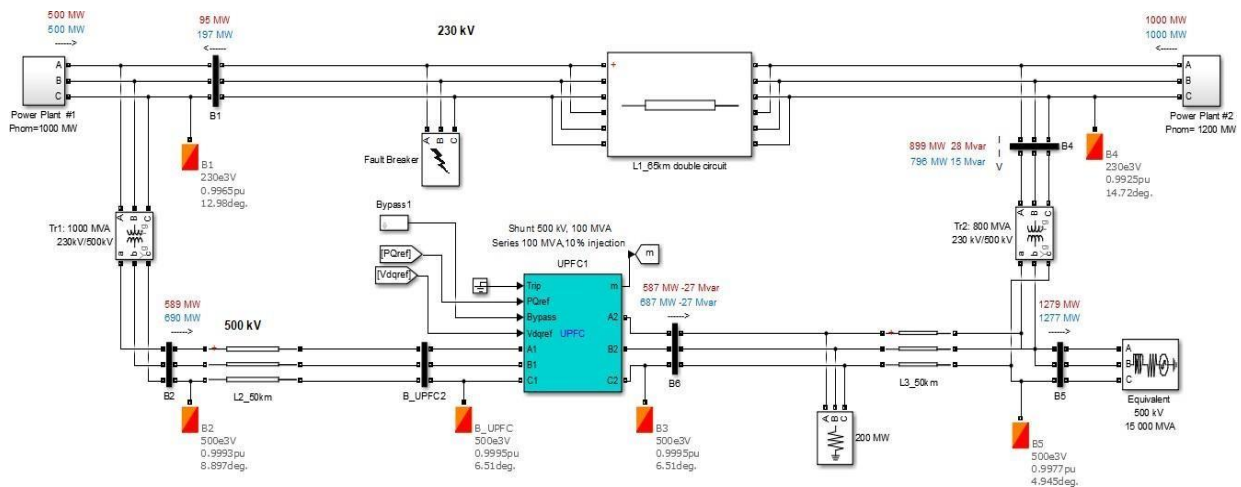 500 MW
500 MW
------>
95 MW
197 MW
<------
230 kV
1000 MW
1000 MW
<------
A
B
C
Power Plant #1
Pnom=1000 MW
B1
B1
230e3V
0.9965pu
12.98deg.
A B C
Fault Breaker
+
L1_65km double circuit
A
B
C
Power Plant #2
Pnom= 1200 MW
899 MW 28 Mvar
796 MW 15 Mvar
I
V
B4
B4
230e3V
0.9925pu
14.72deg.
Tr1: 1000 MVA
230kV/500kV
A B C
a b c
Tr2: 800 MVA
230 kV/500 kV
A B C
a b c
Bypass1
0
[PQref]
[Vdqref]
Shunt 500 kV, 100 MVA
Series 100 MVA,10% injection
UPFC1
m
Trip
PQref
Bypass
Vdqref
UPFC
A1
B1
C1
m
A2
B2
C2
589 MW
690 MW
------>
500 kV
+
B2
L2_50km
B_UPFC2
587 MW -27 Mvar
687 MW -27 Mvar
------>
B6
+
L3_50km
1279 MW
1277 MW
------>
B5
A
B
C
Equivalent
500 kV
15 000 MVA
A B C
200 MW
B2
500e3V
0.9993pu
8.897deg.
B_UPFC
500e3V
0.9995pu
6.51deg.
B3
500e3V
0.9995pu
6.51deg.
B5
500e3V
0.9977pu
4.945deg.